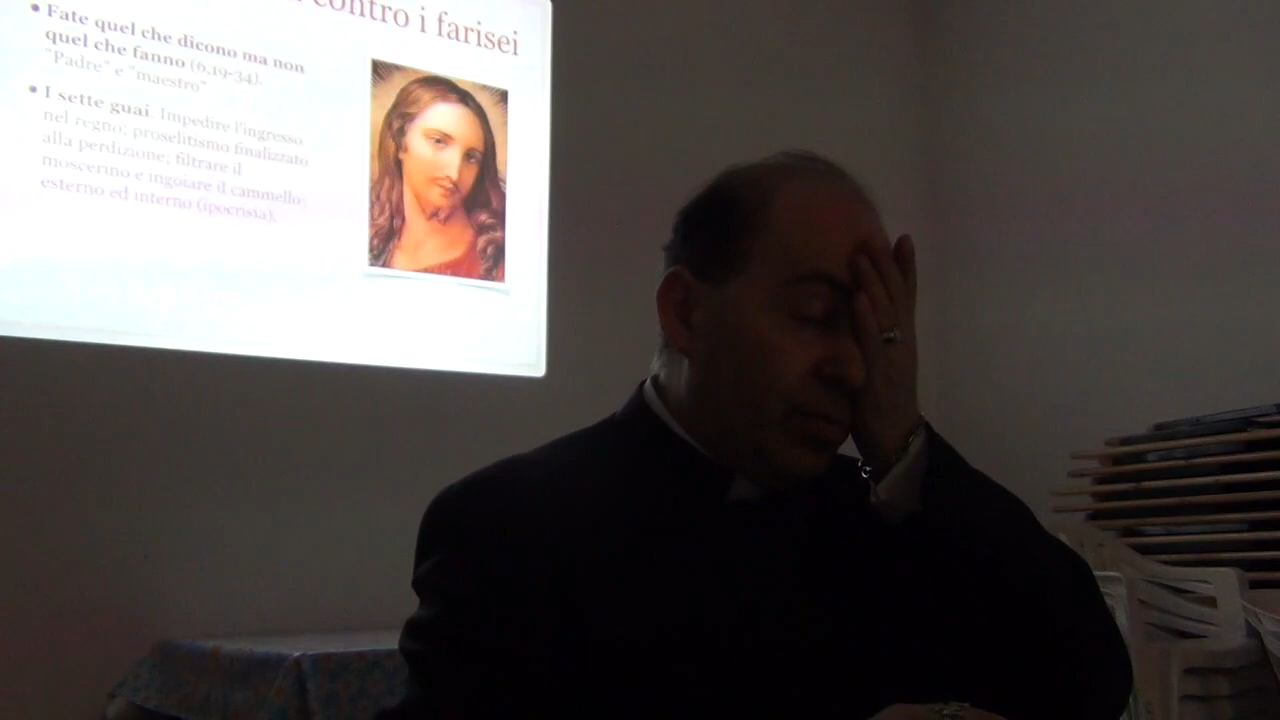 contro i farisei
• Fate quel che dicono ma non
quel che fanno (6,19-34).
"Padre" e "maestro"
• I sette guai. Impedire l'ingresso
nel regno; proselitismo finalizzato
alla perdizione; filtrare il
moscerino e ingoiare il cammello;
esterno ed interno (ipocrisia).